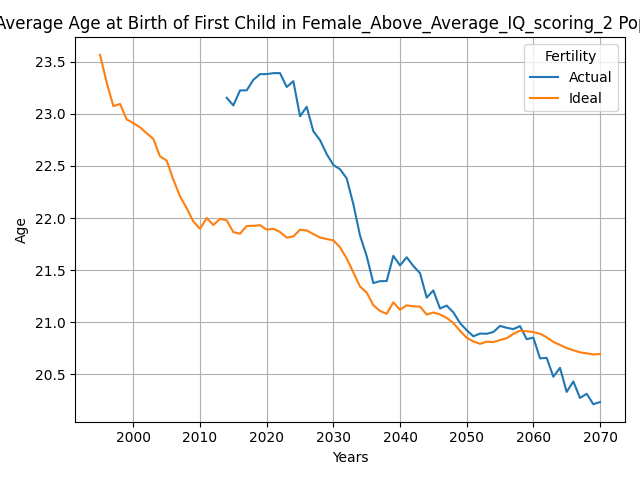 Average Age at Birth of First Child in Female_Above_Average_IQ_scoring_2
Fertility
Actual
Ideal
23.5
23.0
22.5
22.0
21.5
21.0
20.5
Age
2000 2010 2020 2030 2040 2050 2060 2070
Years